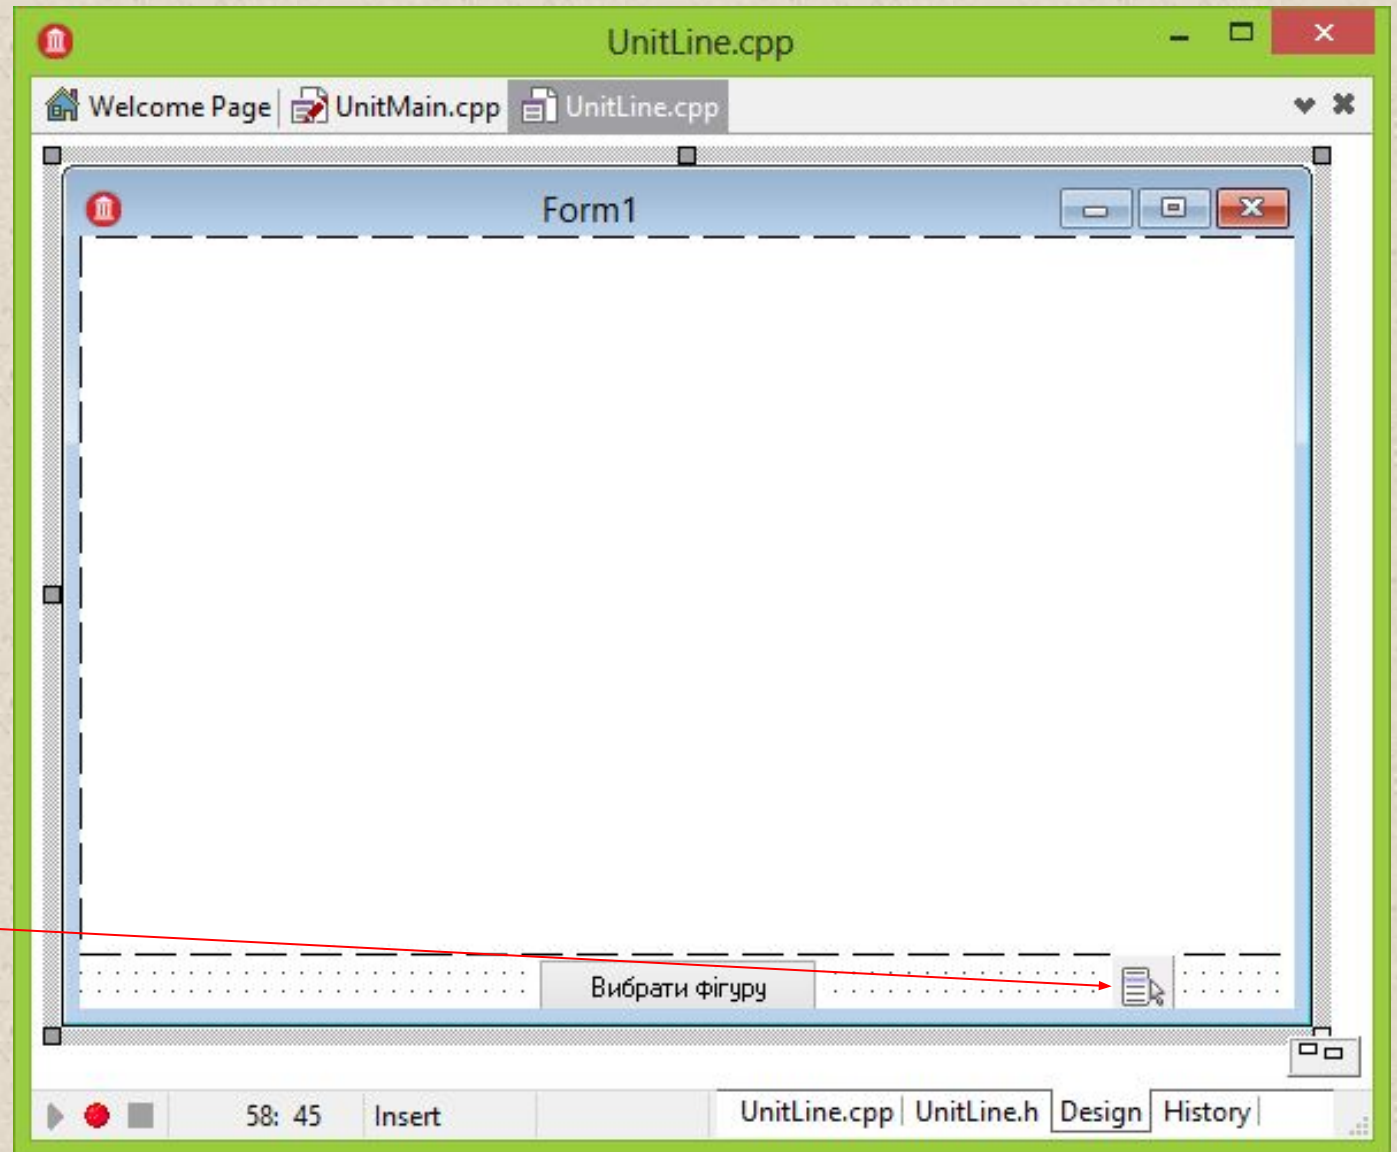 UnitLine.cpp
Welcome Page UnitMain.cpp UnitLine.cpp
Form1
Вибрати фігуру
58: 45 Insert UnitLine.cpp UnitLine.h Design History